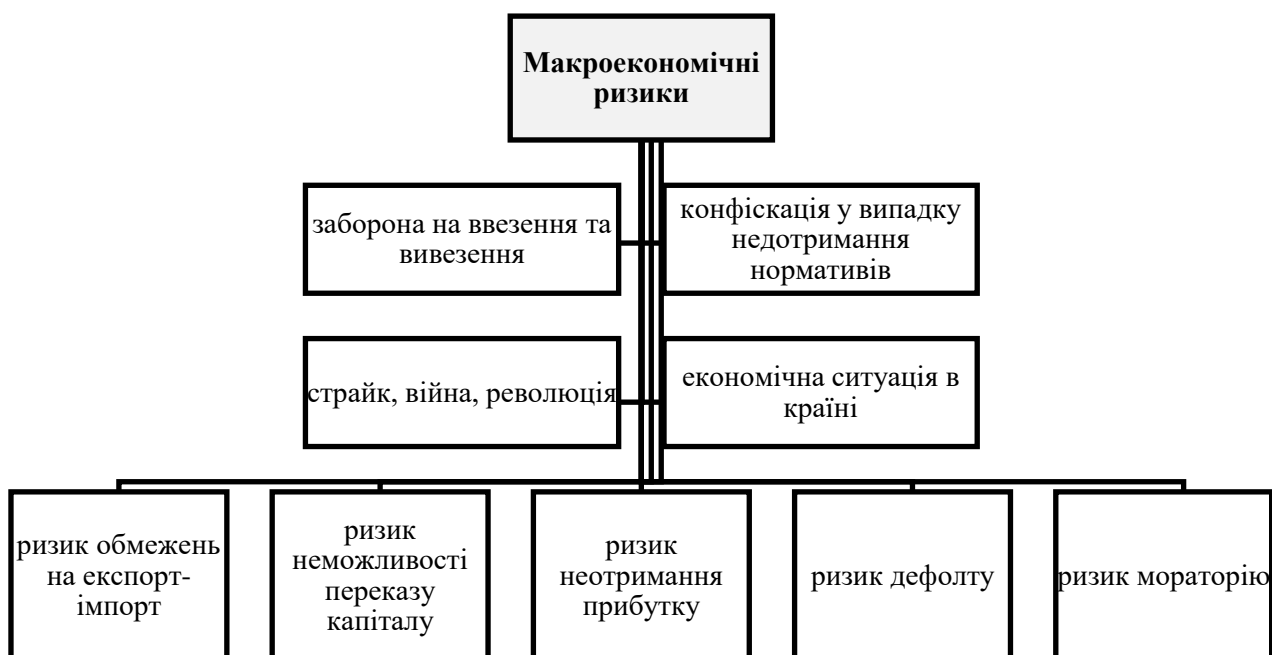 Макроекономічні
ризики
заборона на ввезення та
вивезення
конфіскація у випадку
недотримання
нормативів
страйк, війна, революція
економічна ситуація в
країні
ризик обмежень
на експорт-
імпорт
ризик
неможливості
переказу
капіталу
ризик
неотримання
прибутку
ризик дефолту
ризик мораторію